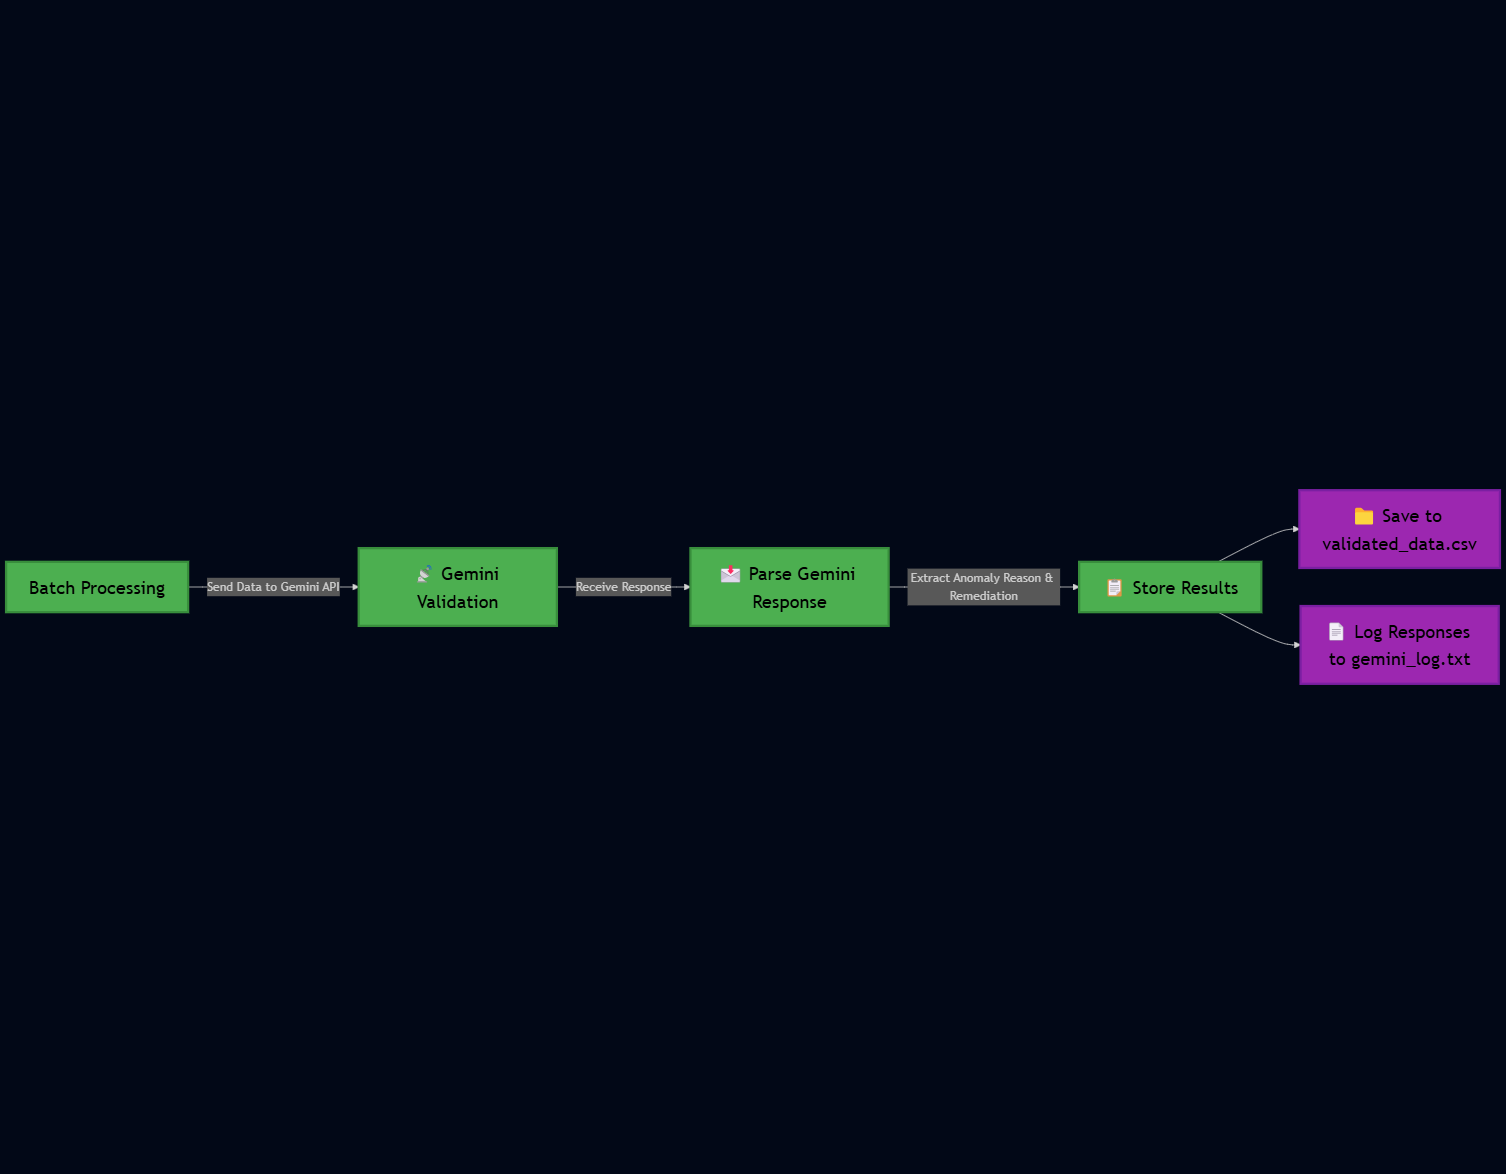 Batch Processing
Send Data to Gemini API
📡 Gemini
Validation
Receive Response
📩 Parse Gemini
Response
Extract Anomaly Reason &
Remediation
📋 Store Results
📁 Save to
validated_data.csv
📄 Log Responses
to gemini_log.txt